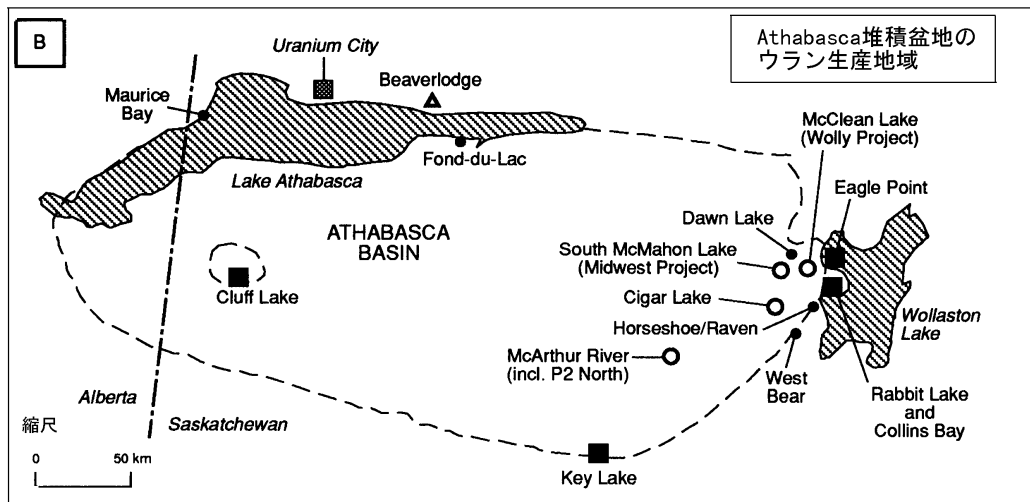 B
Athabasca堆積盆地の
ウラン生産地域
Uranium City
Beaverlodge
Maurice
Bay
Fond-du-Lac
Lake Athabasca
McClean Lake
(Wolly Project)
Eagle Point
Dawn Lake
ATHABASCA
BASIN
South McMahon Lake
(Midwest Project)
Cluff Lake
Cigar Lake
Horseshoe/Raven
Wollaston
Lake
McArthur River
(incl. P2 North)
West
Bear
Rabbit Lake
and
Collins Bay
Alberta
Saskatchewan
縮尺
0 50 km
Key Lake